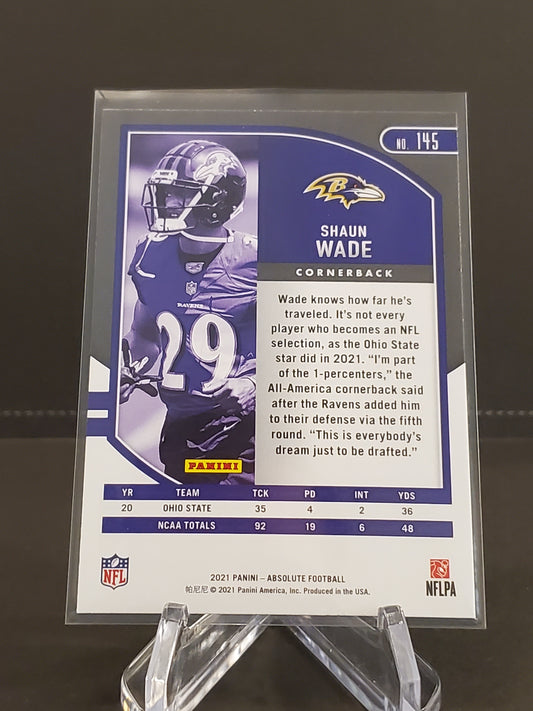 NO. 145
SHAUN
WADE
CORNERBACK
Wade knows how far he's
traveled. It's not every
player who becomes an NFL
selection, as the Ohio State
star did in 2021. “I'm part
of the 1-percenters,” the
All-America cornerback said
after the Ravens added him
to their defense via the fifth
round. “This is everybody's
dream just to be drafted.”
B
RAVENS
29
PANINI
YR TEAM TCK PD INT YDS
20 OHIO STATE 35 4 2 36
NCAA TOTALS 92 19 6 48
NFL
2021 PANINI – ABSOLUTE FOOTBALL
帕尼尼 © 2021 Panini America, Inc. Produced in the USA.
NFLPA